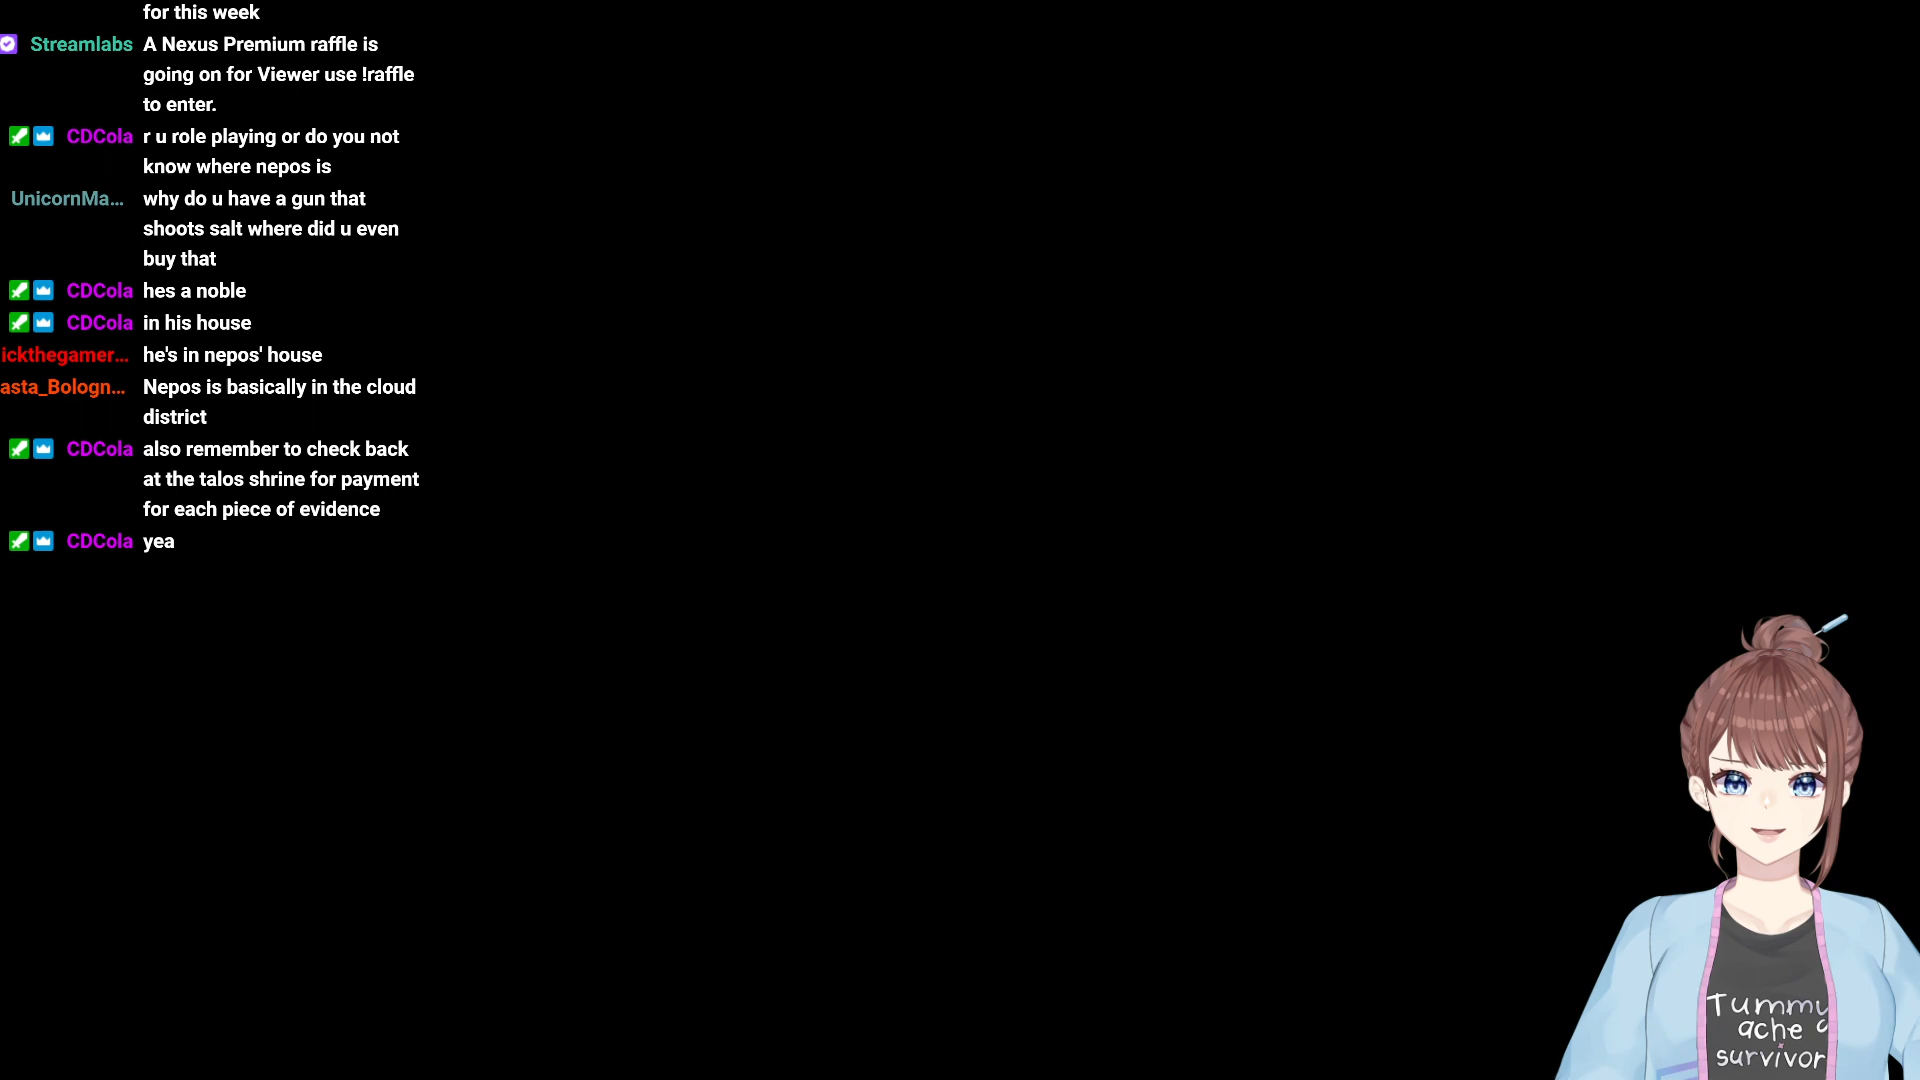 for this week
Streamlabs A Nexus Premium raffle is
going on for Viewer use !raffle
to enter.
CDCola r u role playing or do you not
know where nepos is
UnicornMa... why do u have a gun that
shoots salt where did u even
buy that
CDCola hes a noble
CDCola in his house
ickthegamer... he's in nepos' house
asta_Bologn... Nepos is basically in the cloud
district
CDCola also remember to check back
at the talos shrine for payment
for each piece of evidence
CDCola yea
Tummy
ache
survivor